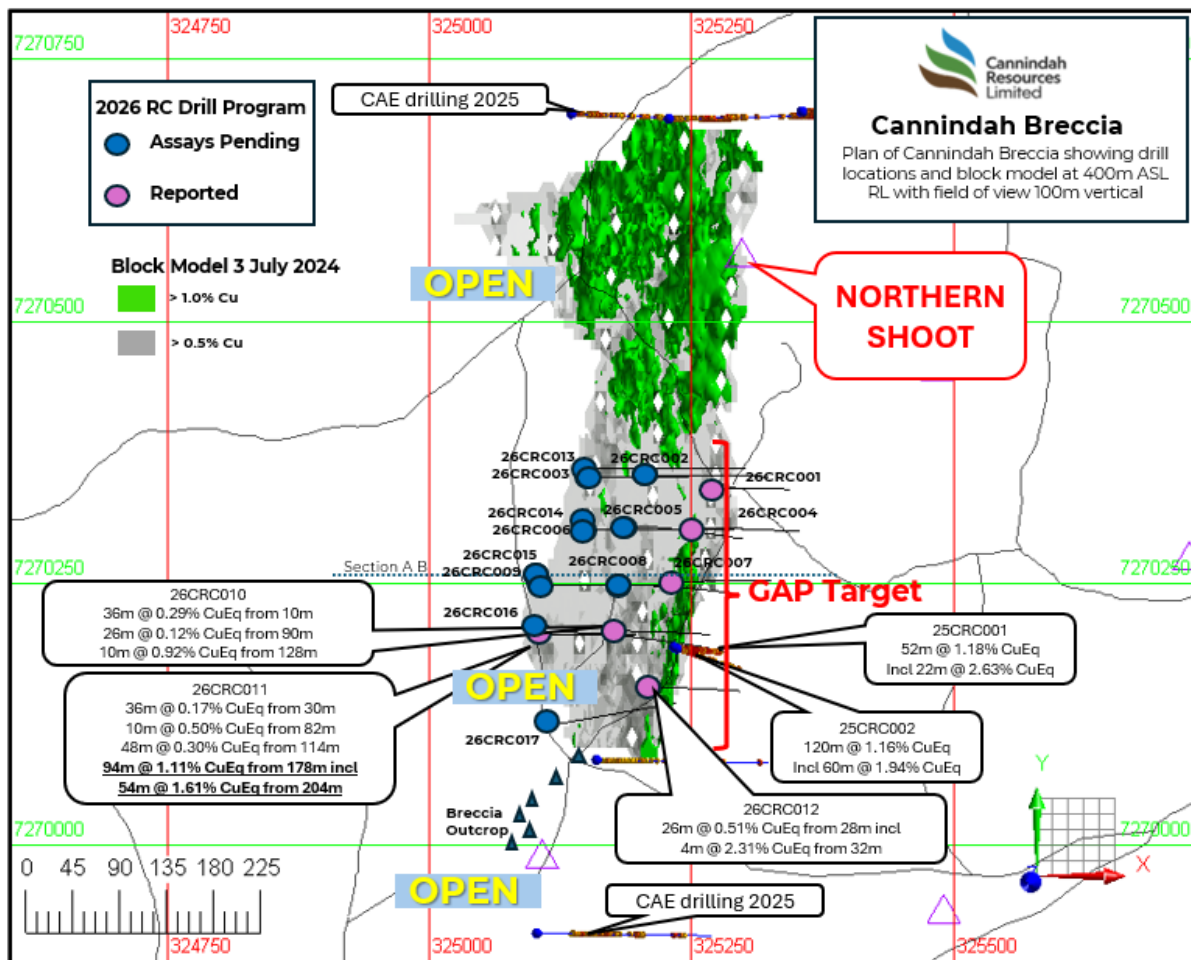 324750
325000
325250
7270750
Cannindah
Resources
Limited
Cannindah Breccia
Plan of Cannindah Breccia showing drill
locations and block model at 400m ASL
RL with field of view 100m vertical
2026 RC Drill Program
Assays Pending
Reported
CAE drilling 2025
Block Model 3 July 2024
> 1.0% Cu
> 0.5% Cu
OPEN
NORTHERN
SHOOT
7270500
7270500
26CRC013
26CRC002
26CRC003
26CRC001
26CRC014
26CRC005
26CRC004
26CRC006
26CRC015
26CRC008
26CRC007
Section A B
26CRC009
7270250
7270250
GAP Target
26CRC010
36m @ 0.29% CuEq from 10m
26m @ 0.12% CuEq from 90m
10m @ 0.92% CuEq from 128m
26CRC016
25CRC001
52m @ 1.18% CuEq
Incl 22m @ 2.63% CuEq
26CRC011
36m @ 0.17% CuEq from 30m
10m @ 0.50% CuEq from 82m
48m @ 0.30% CuEq from 114m
94m @ 1.11% CuEq from 178m incl
54m @ 1.61% CuEq from 204m
OPEN
26CRC017
25CRC002
120m @ 1.16% CuEq
Incl 60m @ 1.94% CuEq
26CRC012
26m @ 0.51% CuEq from 28m incl
4m @ 2.31% CuEq from 32m
Breccia
Outcrop
Y
X
7270000
7270000
0 45 90 135 180 225
OPEN
CAE drilling 2025
324750
325000
325250
325500